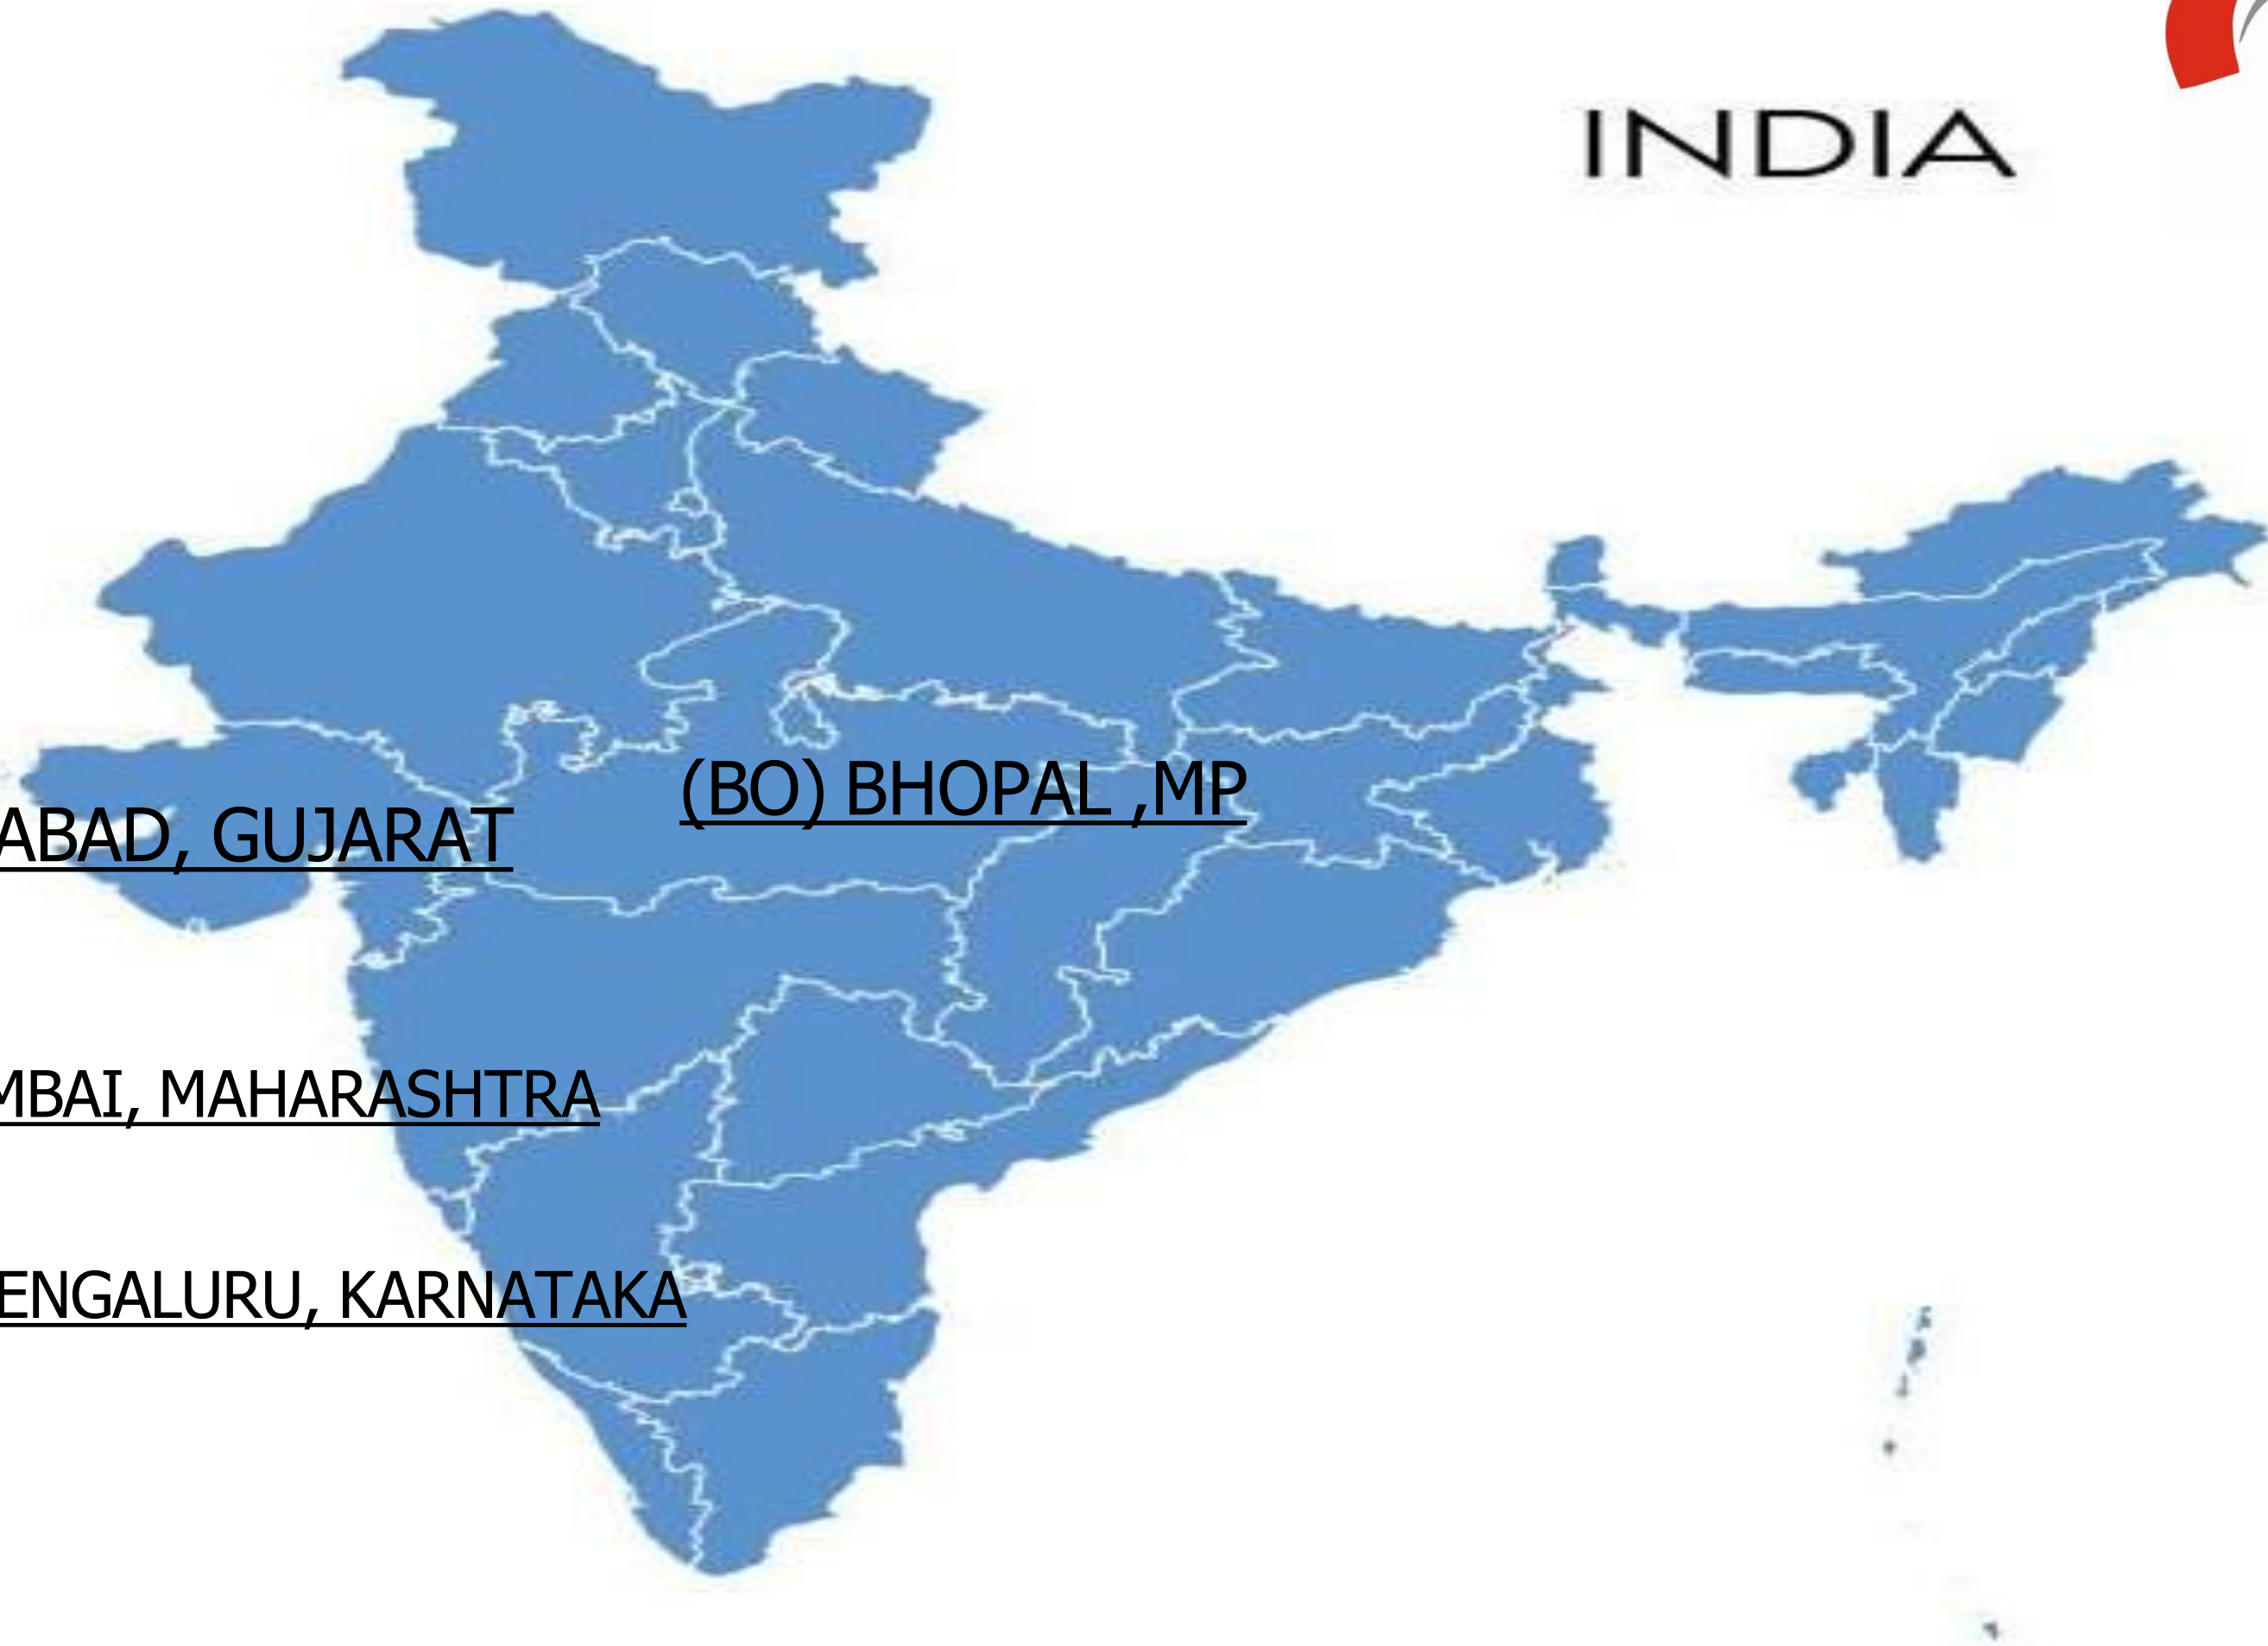 INDIA
(BO) BHOPAL ,MP
ABAD, GUJARAT
MBAI, MAHARASHTRA
ENGALURU, KARNATAKA